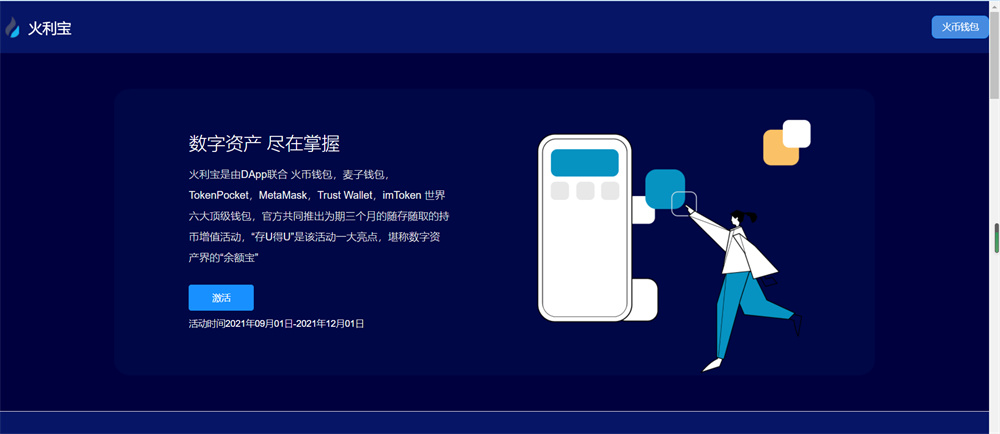 火利宝
火币钱包
数字资产 尽在掌握
火利宝是由DApp联合 火币钱包，麦子钱包，
TokenPocket，MetaMask，Trust Wallet，imToken 世界
六大顶级钱包，官方共同推出为期三个月的随存随取的持
币增值活动，“存U得U”是该活动一大亮点，堪称数字资
产界的“余额宝”
激活
活动时间2021年09月01日-2021年12月01日